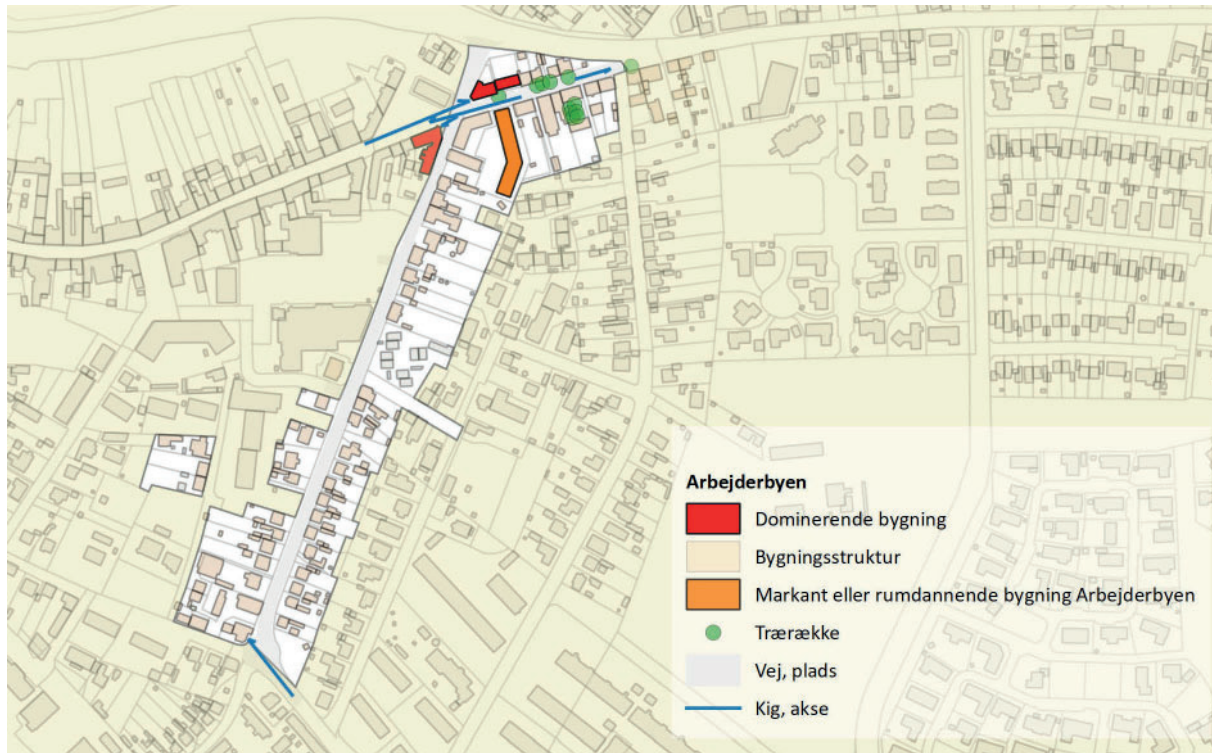 Arbejderbyen
Dominerende bygning
Bygningsstruktur
Markant eller rumdannende bygning Arbejderbyen
Trærække
Vej, plads
Kig, akse